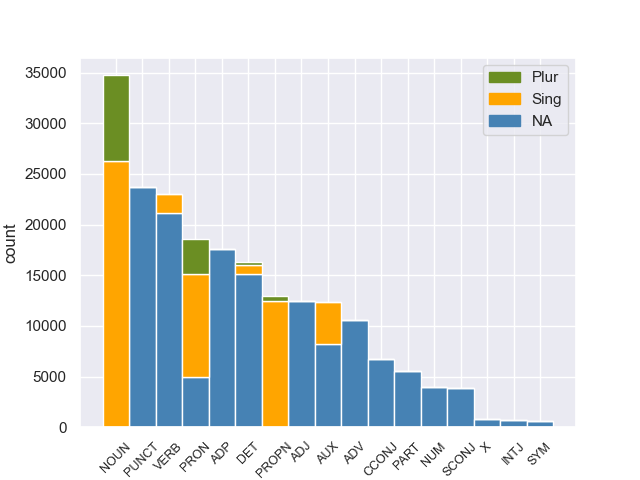 35000
30000
25000
20000
15000
10000
5000
0
count
Plur
Sing
NA
NOUN
PUNCT
VERB
PRON
ADP
DET
PROPN
ADJ
AUX
ADV
CCONJ
PART
NUM
SCONJ
X
INTJ
SYM